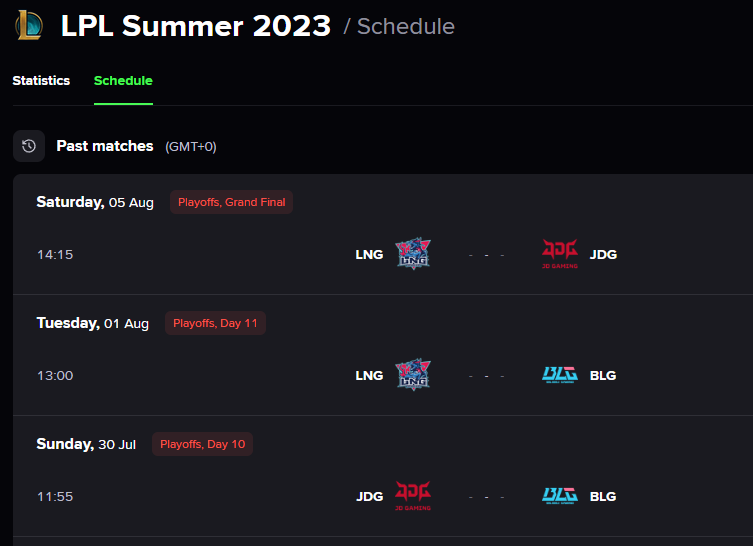 LPL Summer 2023 / Schedule
Statistics Schedule
Past matches (GMT+0)
Saturday, 05 Aug Playoffs, Grand Final
14:15 LNG LNG - - - JDG JD GAMING JDG
Tuesday, 01 Aug Playoffs, Day 11
13:00 LNG LNG - - - BLG BLG
Sunday, 30 Jul Playoffs, Day 10
11:55 JDG JDG JD GAMING - - - BLG BLG